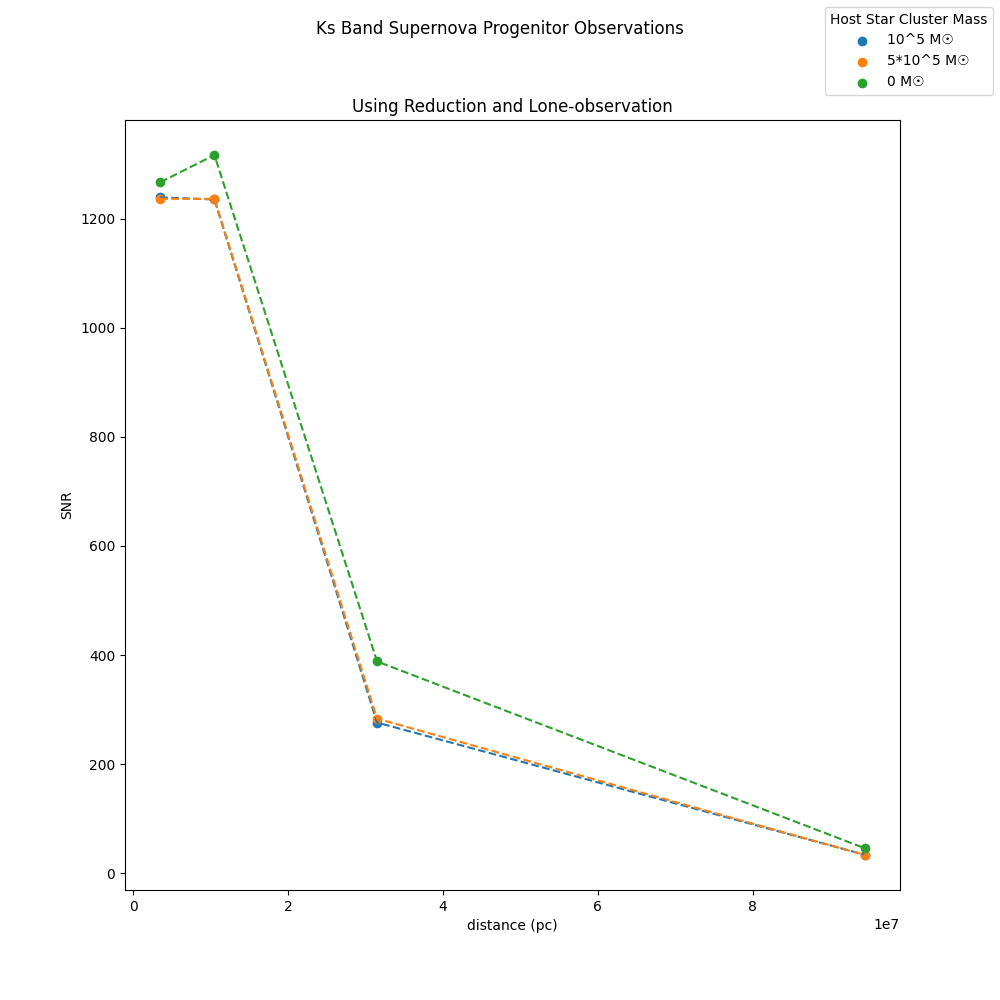 Ks Band Supernova Progenitor Observations
Host Star Cluster Mass
10^5 M☉
5*10^5 M☉
0 M☉
Using Reduction and Lone-observation
SNR
1200
1000
800
600
400
200
0
0 2 4 6 8
1e7
distance (pc)